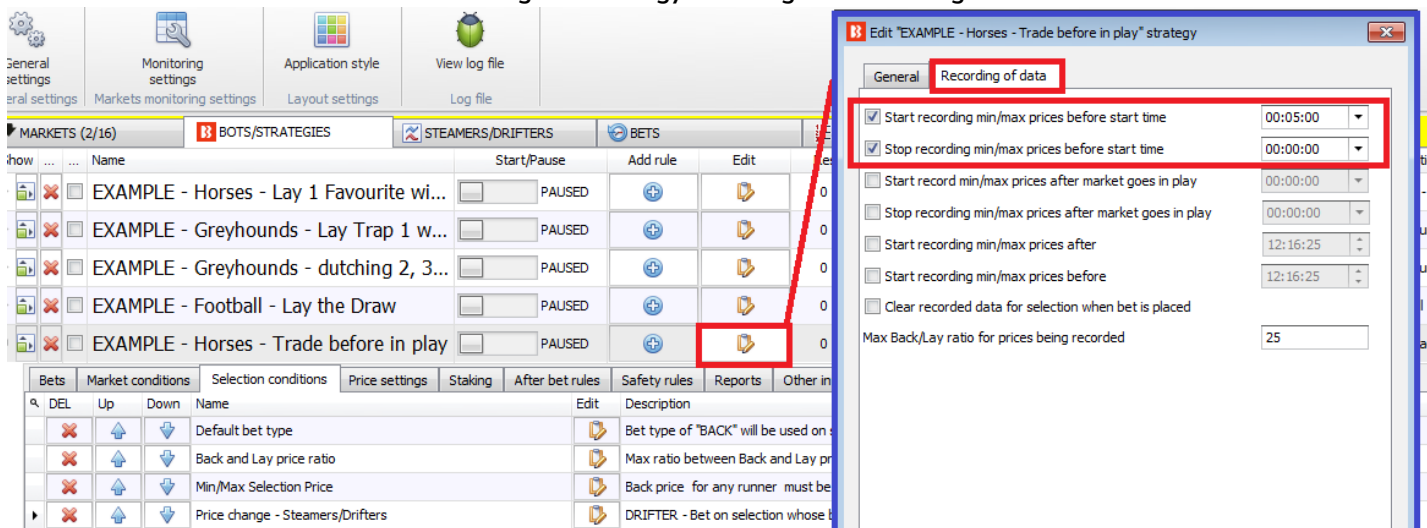 General settings
Monitoring settings
Application style
View log file
settings
Markets monitoring settings
Layout settings
Log file
MARKETS (2/16)
BOTS/STRATEGIES
STEAMERS/DRIFTERS
BETS
Show ... ... Name Start/Pause Add rule Edit
EXAMPLE - Horses - Lay 1 Favourite wi... PAUSED 0
EXAMPLE - Greyhounds - Lay Trap 1 w... PAUSED 0
EXAMPLE - Greyhounds - dutching 2, 3... PAUSED 0
EXAMPLE - Football - Lay the Draw PAUSED 0
EXAMPLE - Horses - Trade before in play PAUSED 0
Bets Market conditions Selection conditions Price settings Staking After bet rules Safety rules Reports Other in
DEL Up Down Name Edit Description
Default bet type Bet type of "BACK" will be used on
Back and Lay price ratio Max ratio between Back and Lay pr
Min/Max Selection Price Back price for any runner must be
Price change - Steamers/Drifters DRIFTER - Bet on selection whose
Edit "EXAMPLE - Horses - Trade before in play" strategy
General Recording of data
Start recording min/max prices before start time 00:05:00
Stop recording min/max prices before start time 00:00:00
Start record min/max prices after market goes in play 00:00:00
Stop recording min/max prices after market goes in play 00:00:00
Start recording min/max prices after 12:16:25
Start recording min/max prices before 12:16:25
Clear recorded data for selection when bet is placed
Max Back/Lay ratio for prices being recorded 25